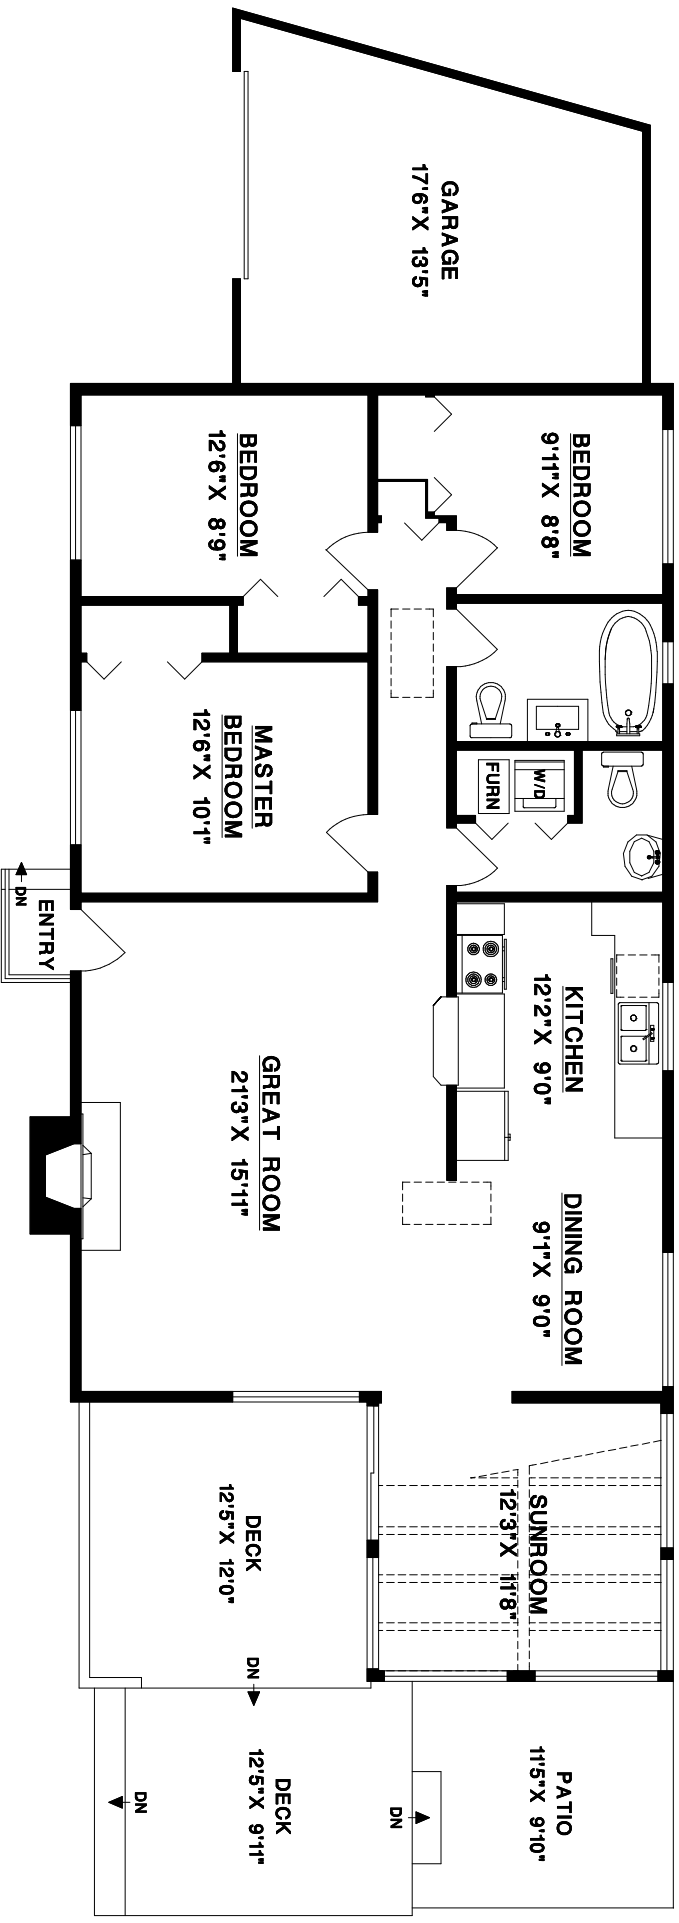 GARAGE
17'6"X 13'5"
BEDROOM
9'11"X 8'8"
BEDROOM
12'6"X 8'9"
MASTER
BEDROOM
12'6"X 10'1"
W/D
FURN
ENTRY
DN
KITCHEN
12'2"X 9'0"
GREAT ROOM
21'3"X 15'11"
DINING ROOM
9'1"X 9'0"
SUNROOM
12'3"X 11'8"
DECK
12'5"X 12'0"
DN
DECK
12'5"X 9'11"
DN
DN
PATIO
11'5"X 9'10"